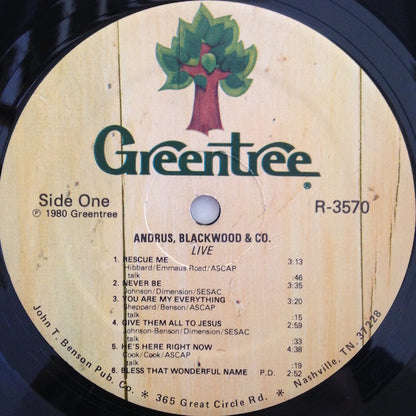 Greentree®
Side One
R-3570
℗ 1980 Greentree
ANDRUS, BLACKWOOD & CO.
LIVE
1. RESCUE ME 3:13
Hibbard/Emmaus Road/ASCAP
talk :46
2. NEVER BE 3:35
Johnson/Dimension/SESAC
3. YOU ARE MY EVERYTHING 3:20
Sheppard/Benson/ASCAP
talk :15
4. GIVE THEM ALL TO JESUS 2:59
Johnson-Benson/Dimension-SESAC
talk :33
5. HE'S HERE RIGHT NOW 4:38
Cook/Cook/ASCAP
talk :19
6. BLESS THAT WONDERFUL NAME P.D. 2:52
John T. Benson Pub. Co. * 365 Great Circle Rd. * Nashville, TN. 37228